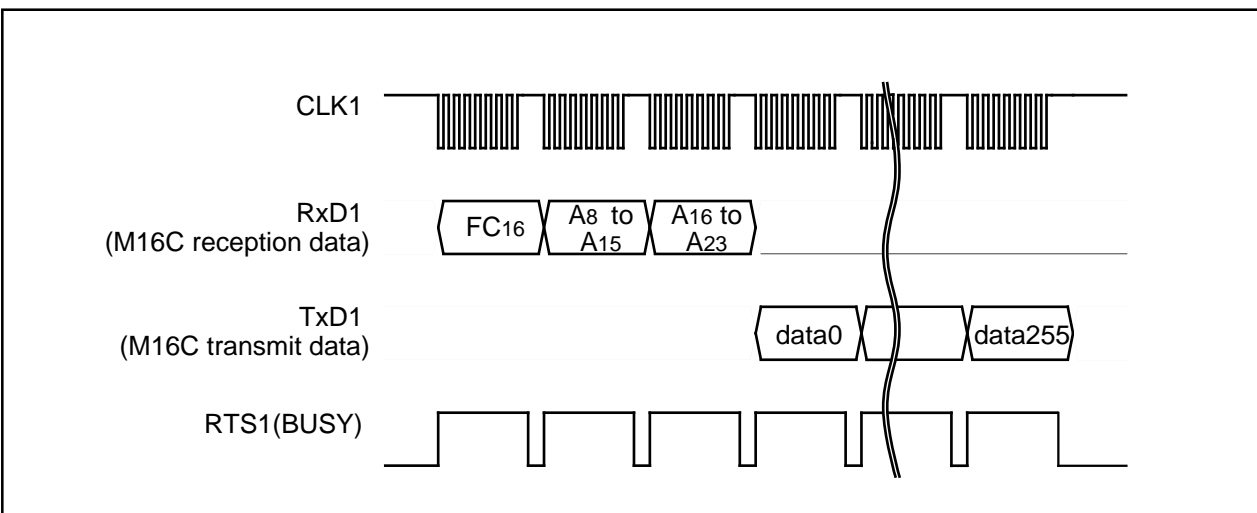 CLK1
RxD1
(M16C reception data)
FC16
A8 to
A15
A16 to
A23
TxD1
(M16C transmit data)
data0
data255
RTS1(BUSY)